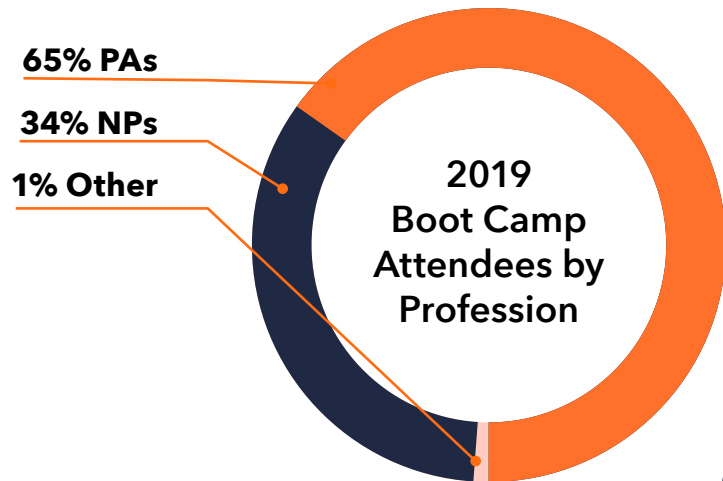 65% PAs
34% NPs
1% Other
2019
Boot Camp
Attendees by
Profession